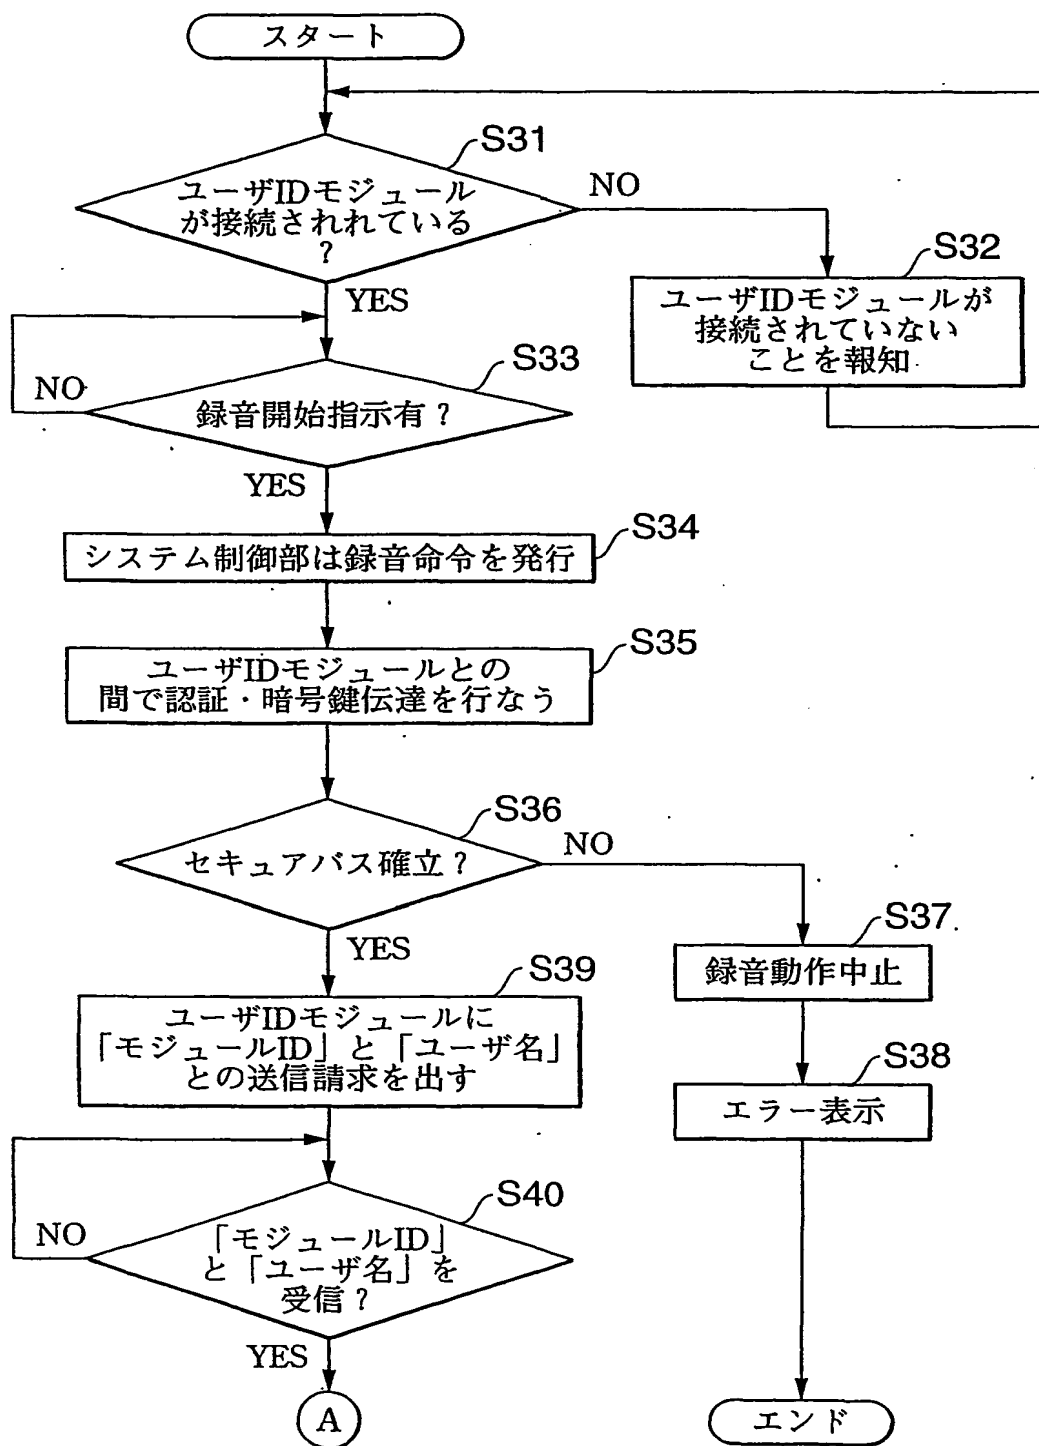 スタート
S31
ユーザIDモジュール
が接続されれている
?
NO
YES
S32
ユーザIDモジュールが
接続されていない
ことを報知
S33
NO
録音開始指示有?
YES
S34
システム制御部は録音命令を発行
S35
ユーザIDモジュールとの
間で認証・暗号鍵伝達を行なう
S36
セキュアバス確立?
NO
YES
S37
録音動作中止
S38
エラー表示
S39
ユーザIDモジュールに
「モジュールID」と「ユーザ名」
との送信請求を出す
S40
NO
「モジュールID」
と「ユーザ名」を
受信?
YES
A
エンド